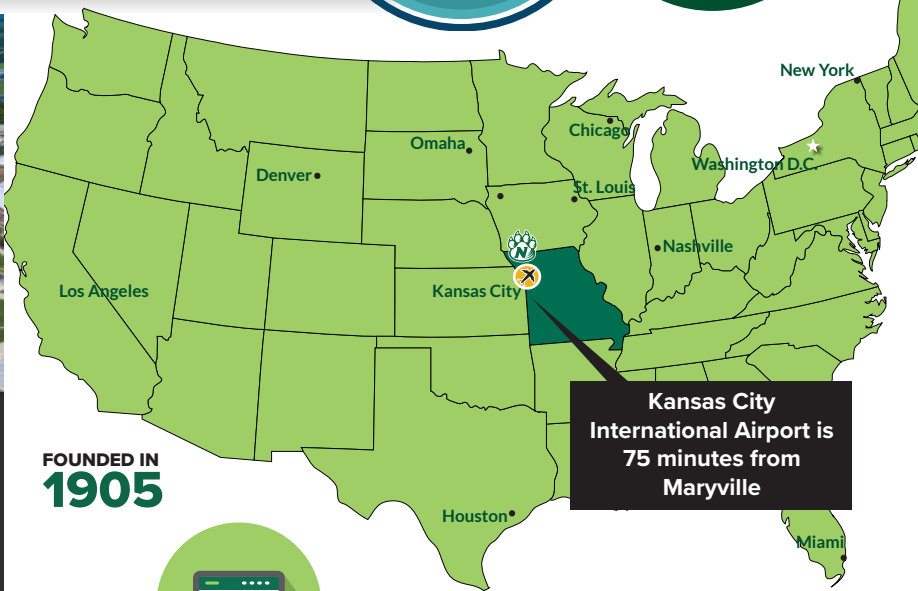 New York
Chicago
Omaha
Washington D.C.
Denver
St. Louis
N
Nashville
Los Angeles
Kansas City
Kansas City
International Airport is
75 minutes from
Maryville
FOUNDED IN
1905
Houston
Miami